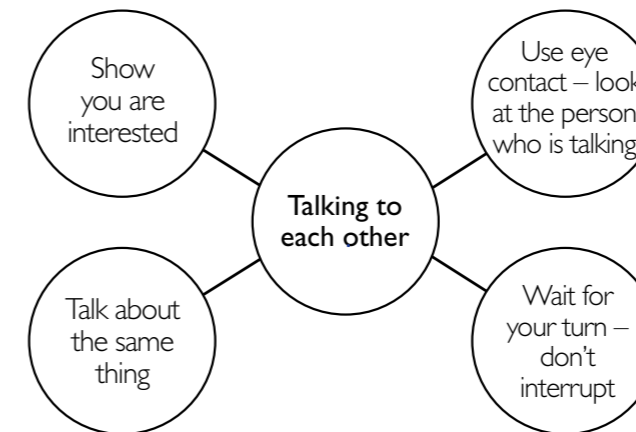 Show
you are
interested
Use eye
contact – look
at the person
who is talking
Talking to
each other
Talk about
the same
thing
Wait for
your turn –
don't
interrupt